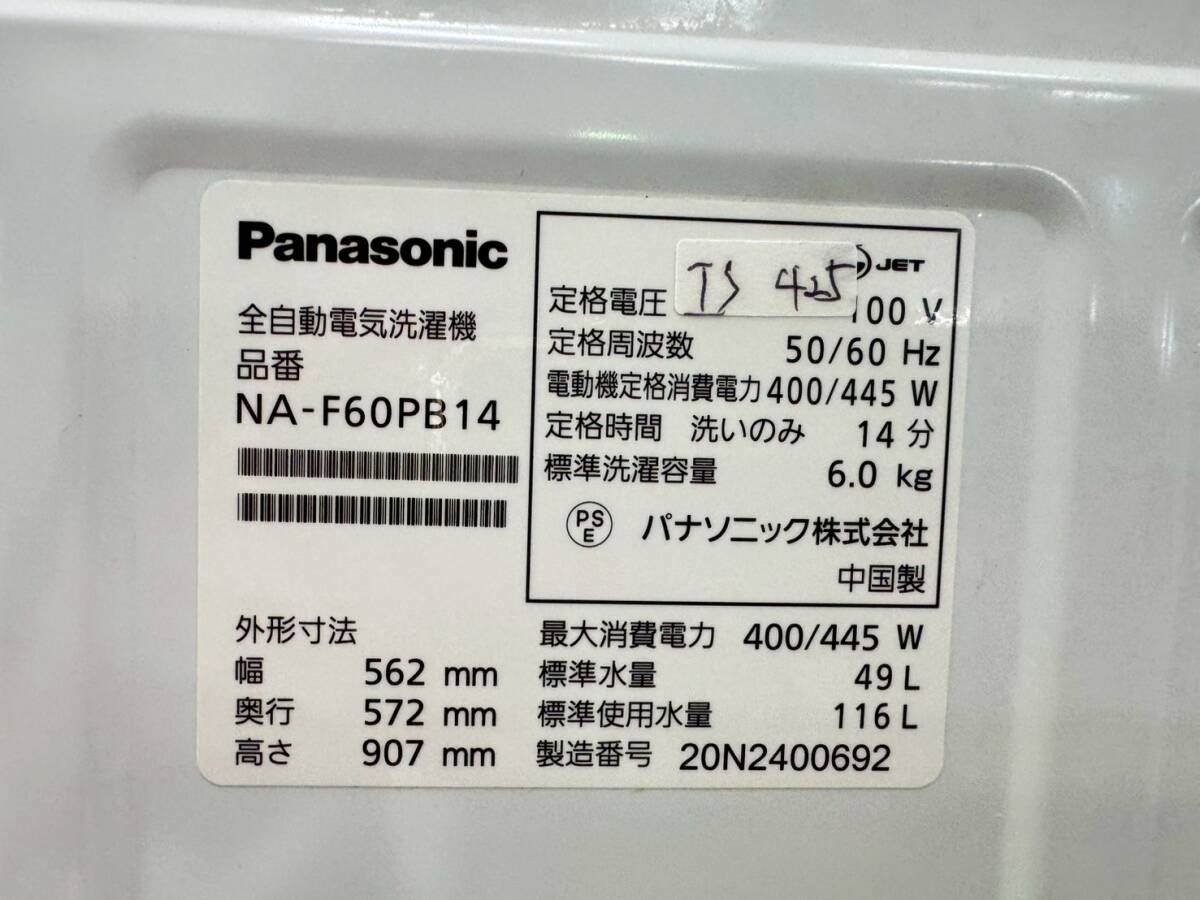 Panasonic
全自動電気洗濯機
品番
NA-F60PB14
外形寸法
幅 562 mm
奥行 572 mm
高さ 907 mm
JET
TS 425
定格電圧 100 V
定格周波数 50/60 Hz
電動機定格消費電力 400/445 W
定格時間 洗いのみ 14 分
標準洗濯容量 6.0 kg
PS
E
パナソニック株式会社
中国製
最大消費電力 400/445 W
標準水量 49 L
標準使用水量 116 L
製造番号 20N2400692